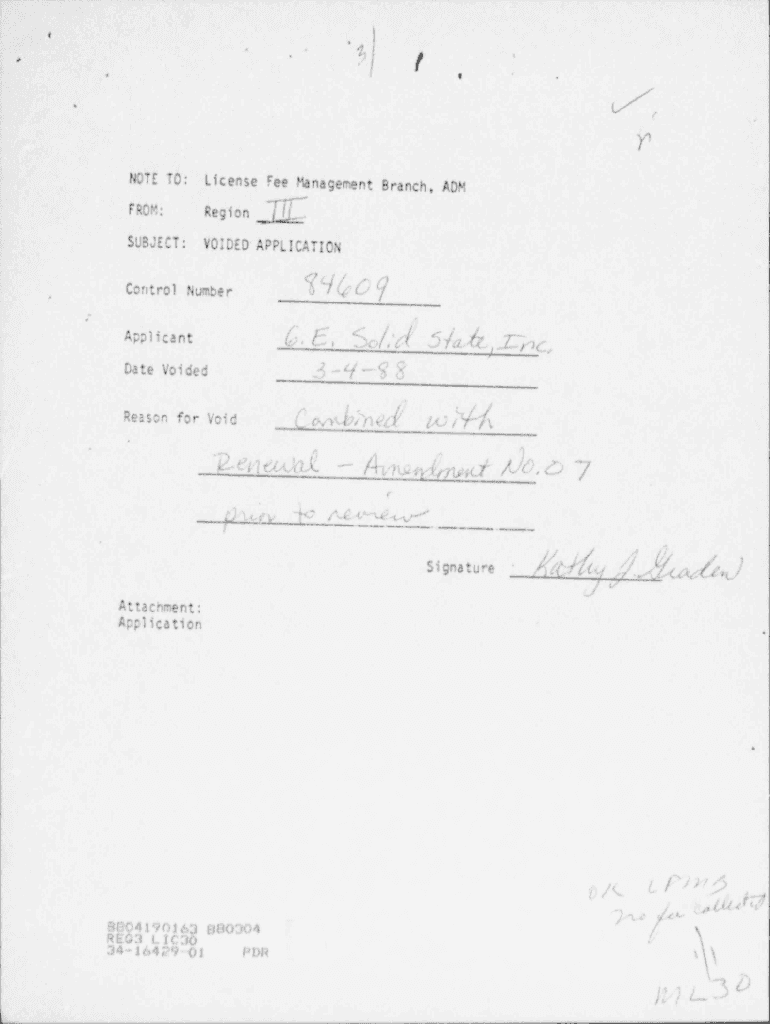 3/
NOTE TO: License Fee Management Branch, ADM
FROM: Region III
SUBJECT: VOIDED APPLICATION
Control Number 84609
Applicant G.E. Solid State, Inc.
Date Voided 3-4-88
Reason for Void Combined with
Renewal - Amendment No. 07
prior to review
Signature Kathy J. Graden
Attachment:
Application
OK LFMB
no fee collected
8804190163 880304
REG3 LIC30
34-16429-01 PDR
ML30